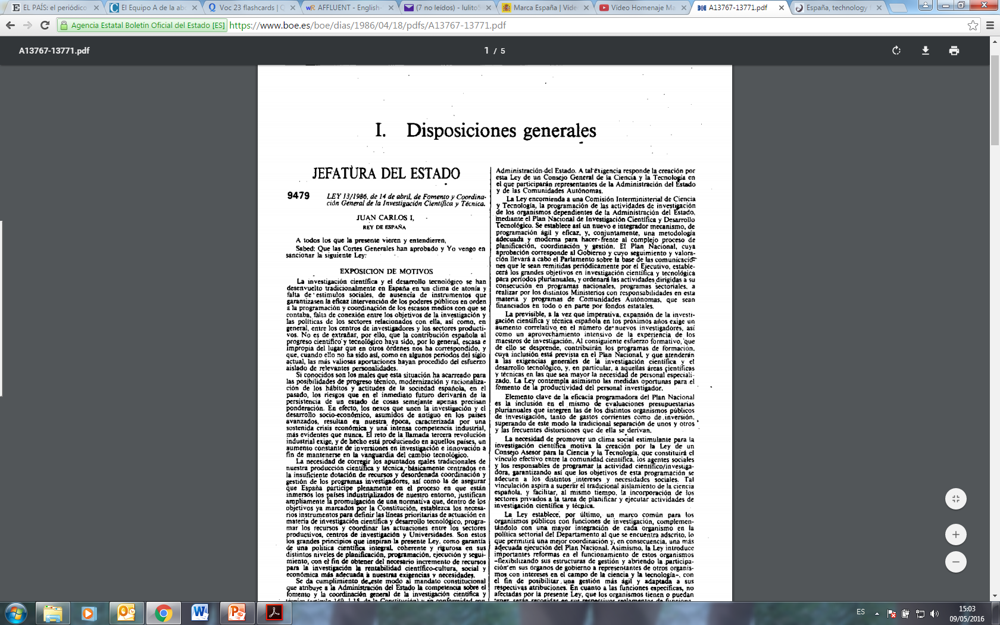 EL PAÍS: el periódico
El Equipo A de la abo
Voc 23 flashcards | Q
AFFLUENT - English-
(7 no leídos) - lulito5
Marca España | Víde
Vídeo Homenaje Ma
A13767-13771.pdf
España, technology f
Agencia Estatal Boletín Oficial del Estado [ES] https://www.boe.es/boe/dias/1986/04/18/pdfs/A13767-13771.pdf
A13767-13771.pdf
1 / 5
I. Disposiciones generales
JEFATURA DEL ESTADO
9479 LEY 13/1986, de 14 de abril, de Fomento y Coordina-
ción General de la Investigación Científica y Técnica.
JUAN CARLOS I,
REY DE ESPAÑA
A todos los que la presente vieren y entendieren,
Sabed: Que las Cortes Generales han aprobado y Yo vengo en
sancionar la siguiente Ley:
EXPOSICION DE MOTIVOS
La investigación científica y el desarrollo tecnológico se han
desenvuelto tradicionalmente en España en un clima de atonía y
falta de estímulos sociales, de ausencia de instrumentos que
garantizasen la eficaz intervención de los poderes públicos en orden
a la programación y coordinación de los escasos medios con que se
contaba, falta de conexión entre los objetivos de la investigación y
las políticas de los sectores relacionados con ella, así como, en
general, entre los centros de investigadores y los sectores producti-
vos. No es de extrañar, por ello, que la contribución española al
progreso científico y tecnológico haya sido, por lo general, escasa e
impropia del lugar que en otros órdenes nos ha correspondido, y
que, cuando ello no ha sido así, como en algunos periodos del siglo
actual, las más valiosas aportaciones hayan procedido del esfuerzo
aislado de relevantes personalidades.
Si conocidos son los males que esta situación ha acarreado para
las posibilidades de progreso técnico, modernización y racionaliza-
ción de los hábitos y actitudes de la sociedad española, en el
pasado, los riesgos que en el inmediato futuro derivarán de la
persistencia de un estado de cosas semejante apenas precisan
ponderación. En efecto, los nexos que unen la investigación y el
desarrollo socio-económico, asumidos de antiguo en los países
avanzados, resultan en nuestra época, caracterizada por una
sostenida crisis económica y una intensa competencia industrial,
más evidentes que nunca. El reto de la llamada tercera revolución
industrial exige, y de hecho está produciendo en aquellos países, un
aumento constante de inversiones en investigación e innovación a
fin de mantenerse en la vanguardia del cambio tecnológico.
La necesidad de corregir los apuntados males tradicionales de
nuestra producción científica y técnica, básicamente centrados en
la insuficiente dotación de recursos y desordenada coordinación y
gestión de los programas investigadores, así como la de asegurar
que España participe plenamente en el proceso en que están
inmersos los países industrializados de nuestro entorno, justifican
ampliamente la promulgación de una normativa que, dentro de los
objetivos ya marcados por la Constitución, establezca los necesa-
rios instrumentos para definir las líneas prioritarias de actuación en
materia de investigación científica y desarrollo tecnológico, progra-
mar los recursos y coordinar las actuaciones entre los sectores
productivos, centros de investigación y Universidades. Son estos
los grandes principios que inspiran la presente Ley, como garantía
de una política científica integral, coherente y rigurosa en sus
distintos niveles de planificación, programación, ejecución y segui-
miento, con el fin de obtener del necesario incremento de recursos
para la investigación la rentabilidad científico-cultura, social y
económica más adecuada a nuestras exigencias y necesidades.
Se da cumplimiento de este modo al mandato constitucional
que atribuye a la Administración del Estado la competencia sobre el
fomento y la coordinación general de la investigación científica y
Administración del Estado. A tal exigencia responde la creación por
esta Ley de un Consejo General de la Ciencia y la Tecnología en
el que participarán representantes de la Administración del Estado
y de las Comunidades Autónomas.
La Ley encomienda a una Comisión Interministerial de Ciencia
y Tecnología, la programación de las actividades de investigación
de los organismos dependientes de la Administración del Estado,
mediante el Plan Nacional de Investigación Científica y Desarrollo
Tecnológico. Se establece así un nuevo e integrador mecanismo, de
programación ágil y eficaz, y, conjuntamente, una metodología
adecuada y moderna para hacer frente al complejo proceso de
planificación, coordinación y gestión. El Plan Nacional, cuya
aprobación corresponde al Gobierno y cuyo seguimiento y valora-
ción llevará a cabo el Parlamento sobre la base de las comunicacio-
nes que le sean remitidas periódicamente por el Ejecutivo, estable-
cerá los grandes objetivos en investigación científica y tecnológica
para períodos plurianuales, y ordenará las actividades dirigidas a su
consecución en programas nacionales, programas sectoriales, a
realizar por los distintos Ministerios con responsabilidades en esta
materia y programas de Comunidades Autónomas, que sean
financiados en todo o en parte por fondos estatales.
La previsible, a la vez que imperativa, expansión de la investi-
gación científica y técnica española en los próximos años exige un
aumento correlativo en el número de nuevos investigadores, así
como un aprovechamiento intensivo de la experiencia de los
maestros de investigación. Al consiguiente esfuerzo formativo, que
de ello se desprende, contribuirán los programas de formación,
cuya inclusión está prevista en el Plan Nacional, y que atenderán
a las exigencias generales de la investigación científica y el
desarrollo tecnológico, y, en particular, a aquellas áreas científicas
y técnicas en las que sea mayor la necesidad de personal especiali-
zado. La Ley contempla asimismo las medidas oportunas para el
fomento de la productividad del personal investigador.
Elemento clave de la eficacia programadora del Plan Nacional
es la inclusión en el mismo de evaluaciones presupuestarias
plurianuales que integren las de los distintos organismos públicos
de investigación, tanto de gastos corrientes como de inversión,
superando de este modo la tradicional separación de unos y otros
y las frecuentes distorsiones que de ella se derivan.
La necesidad de promover un clima social estimulante para la
investigación científica motiva la creación por la Ley de un
Consejo Asesor para la Ciencia y la Tecnología, que constituirá el
vínculo efectivo entre la comunidad científica, los agentes sociales
y los responsables de programar la actividad científico/investiga-
dora, garantizando así que los objetivos de esta programación se
adecuen a los distintos intereses y necesidades sociales. Tal
vinculación aspira a superar el tradicional aislamiento de la ciencia
española, y facilitar, al mismo tiempo, la incorporación de los
sectores privados a la tarea de planificar y ejecutar actividades de
investigación científica y técnica.
La Ley establece, por último, un marco común para los
organismos públicos con funciones de investigación, complemen-
tándolo con una mayor integración de cada organismo en la
política sectorial del Departamento al que se encuentra adscrito, lo
que permitirá una mejor coordinación y, en consecuencia, una más
adecuada ejecución del Plan Nacional. Asimismo, la Ley introduce
importantes reformas en el funcionamiento de estos organismos
-flexibilizando sus estructuras de gestión y abriendo la participa-
ción en sus órganos de gobierno a representantes de otros organis-
mos con intereses en el campo de la ciencia y la tecnología-, con
el fin de posibilitar una gestión más ágil y adaptada a sus
respectivas atribuciones. En cuanto a las funciones específicas, no
afectadas por la presente Ley, que los organismos tienen o puedan
ES
15:03
09/05/2016